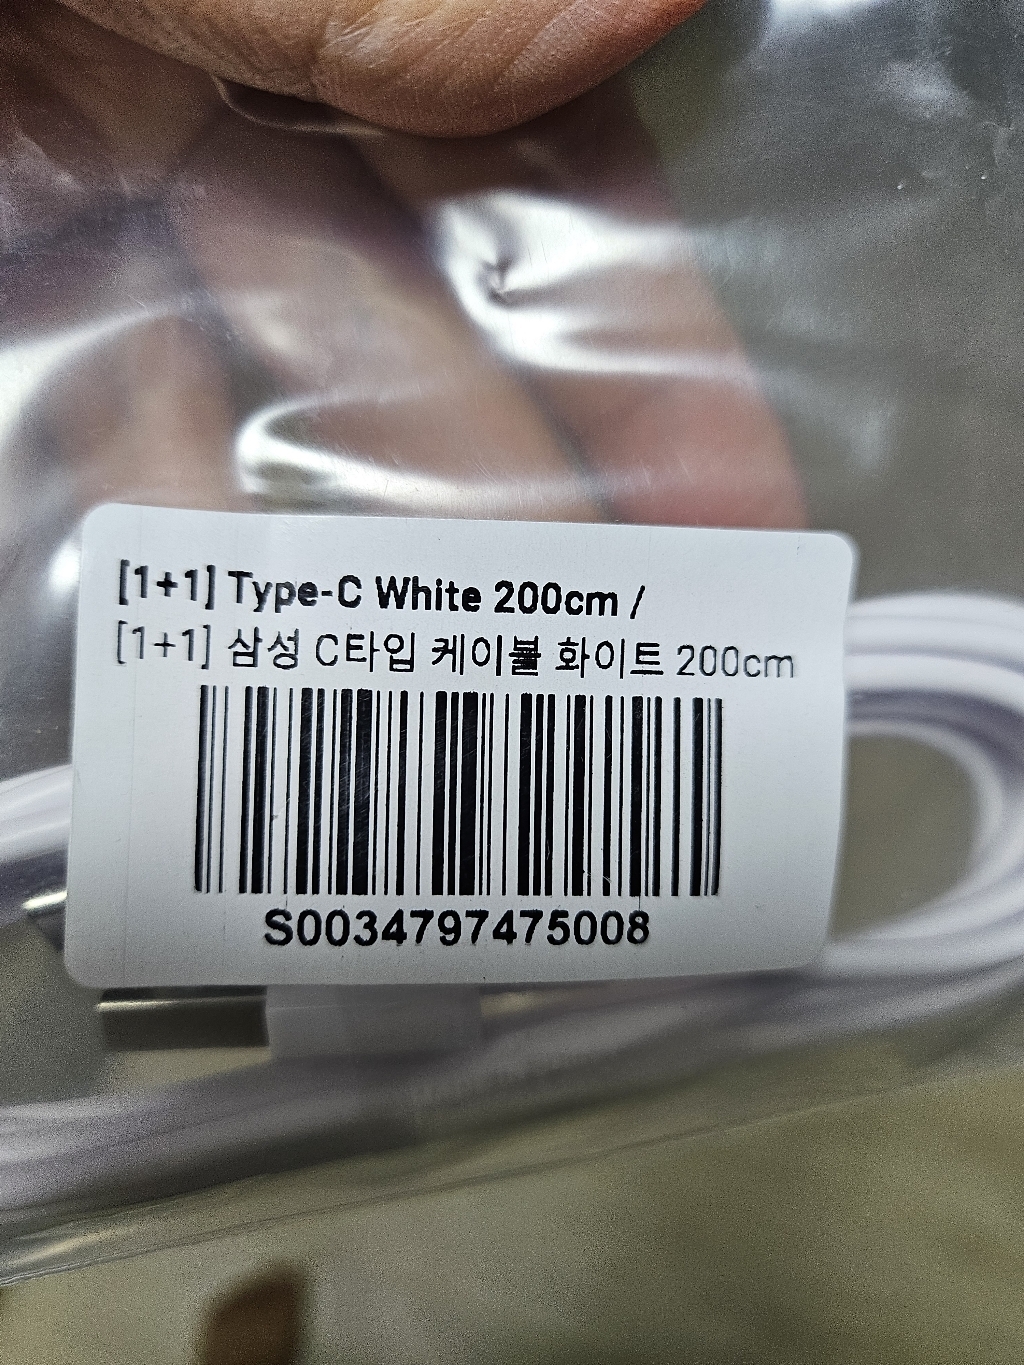 [1+1] Type-C White 200cm /
[1+1] 삼성 C타입 케이블 화이트 200cm
S0034797475008